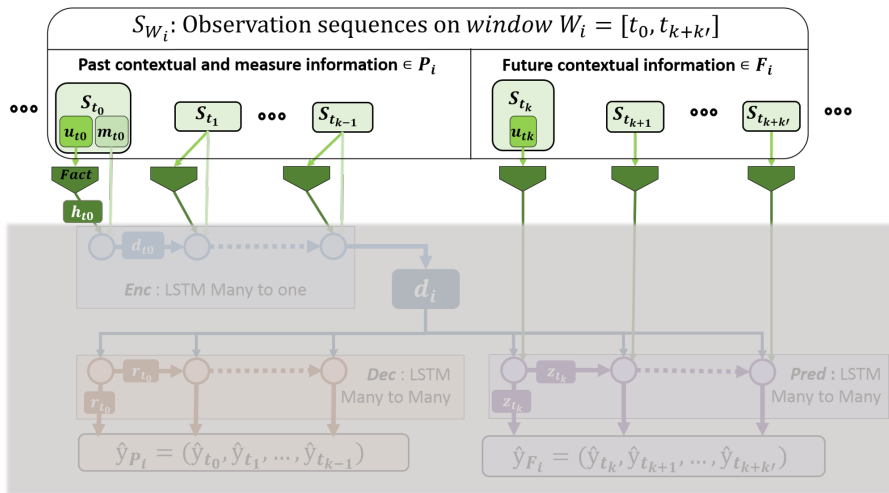 S_{W_i}: Observation sequences on window W_i = [t_0, t_{k+k'}]
Past contextual and measure information ∈ P_i
Future contextual information ∈ F_i
S_{t_0}
u_{t0} m_{t0}
S_{t_1}
S_{t_{k-1}}
S_{t_k}
u_{tk}
S_{t_{k+1}}
S_{t_{k+k'}}
Fact
h_{t0}
d_{t0}
Enc : LSTM Many to one
d_i
r_{t_0}
r_{t_0}
Dec : LSTM
Many to Many
z_{t_k}
z_{t_k}
Pred : LSTM
Many to Many
ŷ_{P_i} = (ŷ_{t_0}, ŷ_{t_1}, ..., ŷ_{t_{k-1}})
ŷ_{F_i} = (ŷ_{t_k}, ŷ_{t_{k+1}}, ..., ŷ_{t_{k+k'}})